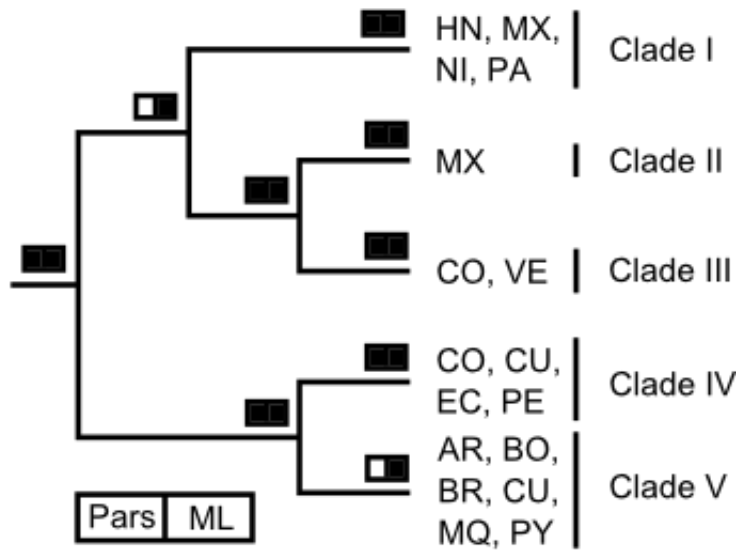 HN, MX,
NI, PA
Clade I
MX
Clade II
CO, VE
Clade III
CO, CU,
EC, PE
Clade IV
AR, BO,
BR, CU,
MQ, PY
Clade V
Pars ML